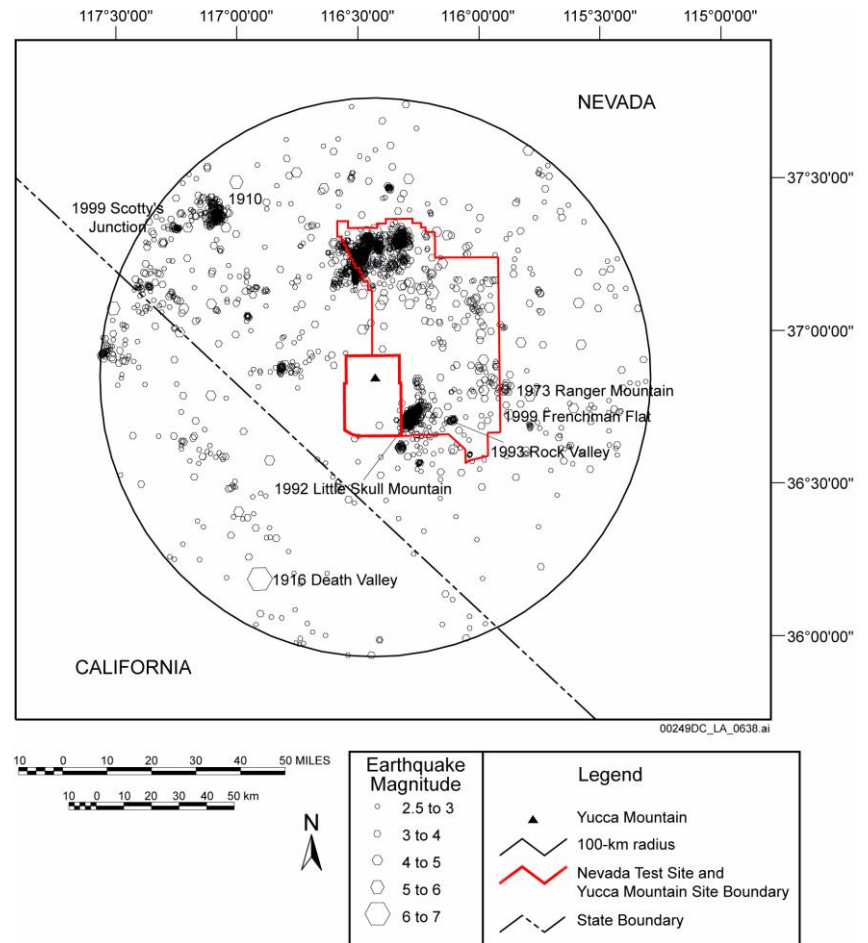 117°30'00"
117°00'00"
116°30'00"
116°00'00"
115°30'00"
115°00'00"
NEVADA
37°30'00"
1910
1999 Scotty's
Junction
37°00'00"
1973 Ranger Mountain
1999 Frenchman Flat
1993 Rock Valley
1992 Little Skull Mountain
36°30'00"
1916 Death Valley
36°00'00"
CALIFORNIA
00249DC_LA_0638.ai
10 0 10 20 30 40 50 MILES
10 0 10 20 30 40 50 km
N
Earthquake
Magnitude
2.5 to 3
3 to 4
4 to 5
5 to 6
6 to 7
Legend
Yucca Mountain
100-km radius
Nevada Test Site and
Yucca Mountain Site Boundary
State Boundary